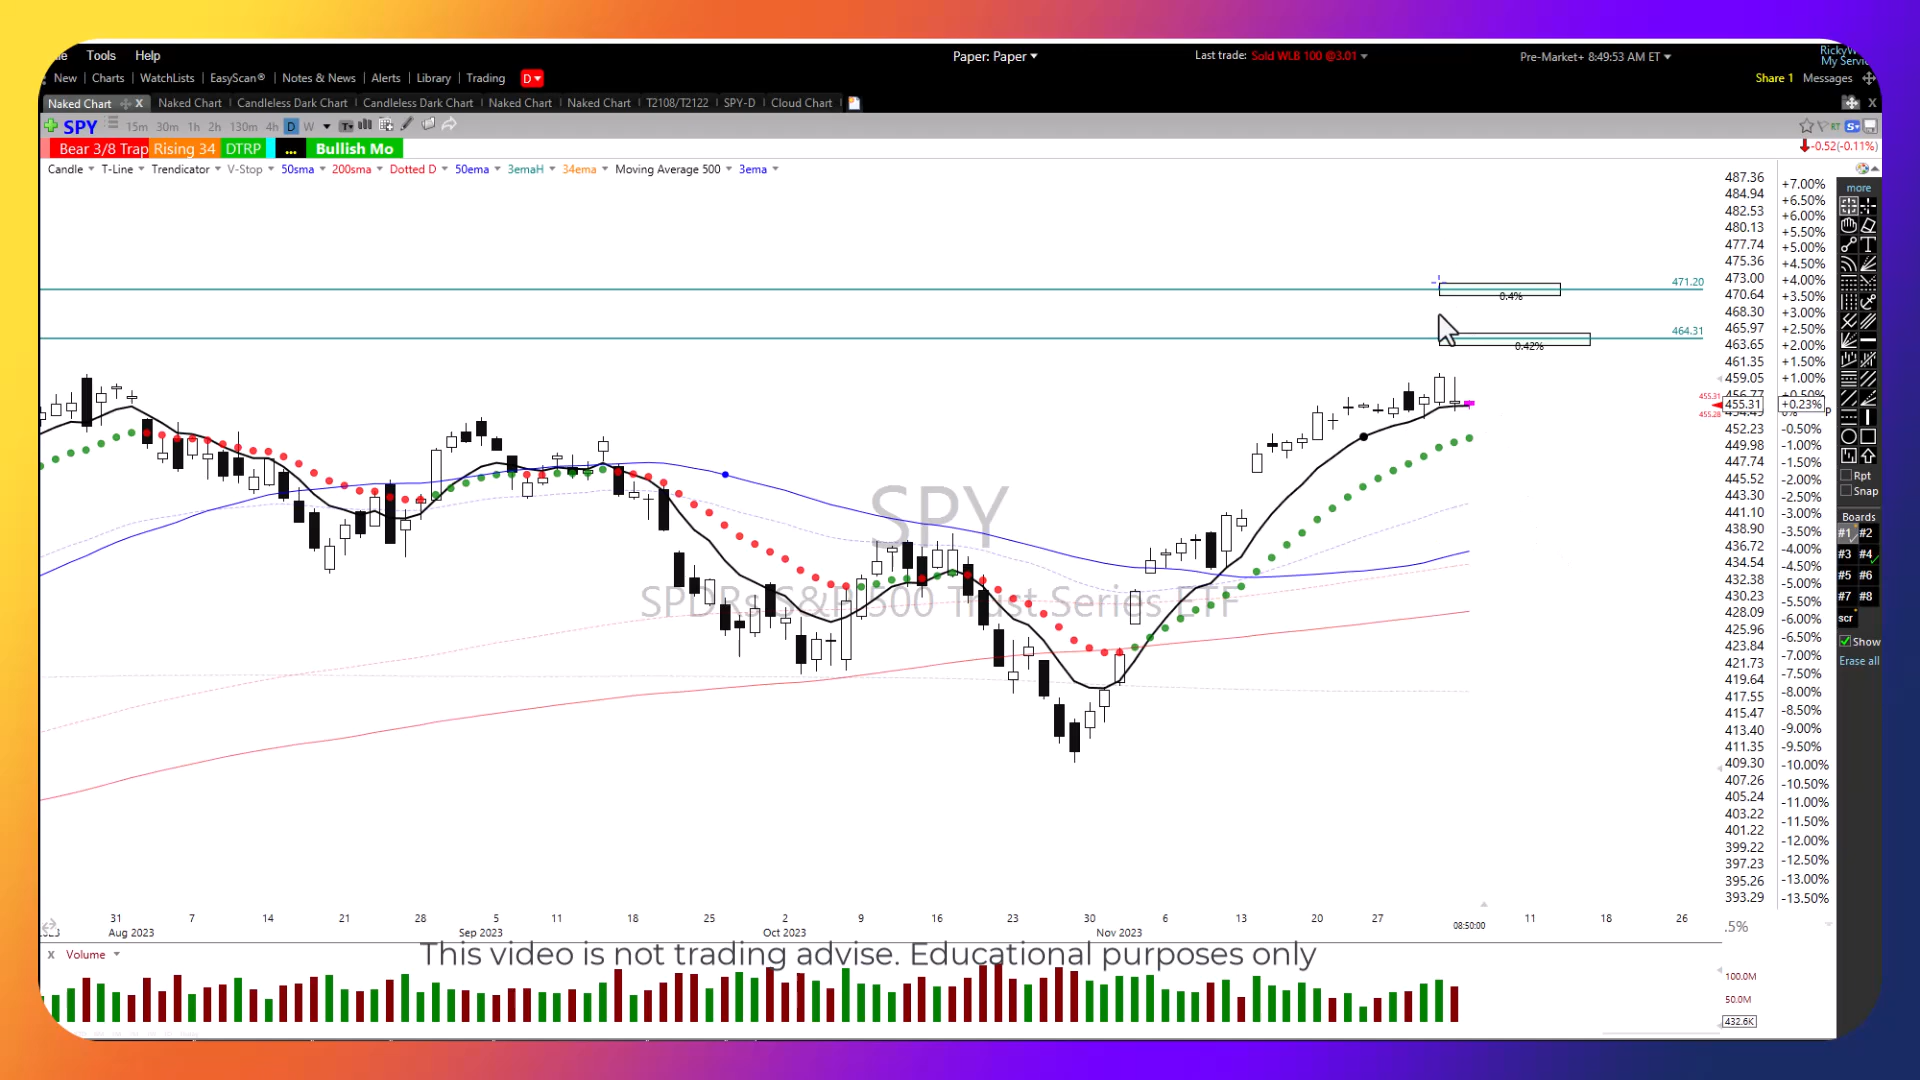 Tools Help
Paper: Paper
Last trade: Sold WLB 100 @3.01
Pre-Market+ 8:49:53 AM ET
My
New Charts WatchLists EasyScan® Notes & News Alerts Library Trading D
Share 1 Messages
Naked Chart X Naked Chart Candleless Dark Chart Candleless Dark Chart Naked Chart Naked Chart T2108/T2122 SPY-D Cloud Chart
X
SPY 15m 30m 1h 2h 130m 4h D W
RT
Bear 3/8 Trap Rising 34 DTRP ... Bullish Mo
-0.52(-0.11%)
Candle T-Line Trendicator V-Stop 50sma 200sma Dotted D 50ema 3emaH 34ema Moving Average 500 3ema
more
487.36 +7.00%
484.94 +6.50%
482.53 +6.00%
480.13 +5.50%
477.74 +5.00%
475.36 +4.50%
473.00 +4.00%
471.20
0.4%
470.64 +3.50%
468.30 +3.00%
465.97 +2.50%
464.31
0.42%
463.65 +2.00%
461.35 +1.50%
459.05 +1.00%
455.31
455.31 +0.23%
455.28
452.23 -0.50%
449.98 -1.00%
447.74 -1.50%
445.52 -2.00%
443.30 -2.50%
441.10 -3.00%
438.90 -3.50%
436.72 -4.00%
434.54 -4.50%
432.38 -5.00%
430.23 -5.50%
428.09 -6.00%
425.96 -6.50%
423.84 -7.00%
421.73 -7.50%
419.64 -8.00%
417.55 -8.50%
415.47 -9.00%
413.40 -9.50%
411.35 -10.00%
409.30 -10.50%
407.26 -11.00%
405.24 -11.50%
403.22 -12.00%
401.22 -12.50%
399.22 -13.00%
397.23 -13.50%
395.26
393.29
SPY
SPDRs S&P 500 Trust Series ETF
Rpt
Snap
Boards
#1 #2
#3 #4
#5 #6
#7 #8
scr
Show
Erase all
31 7 14 21 28 5 11 18 25 2 9 16 23 30 6 13 20 27 11 18 26
Aug 2023 Sep 2023 Oct 2023 Nov 2023 08:50:00
.5%
This video is not trading advise. Educational purposes only
X Volume
100.0M
50.0M
432.6K